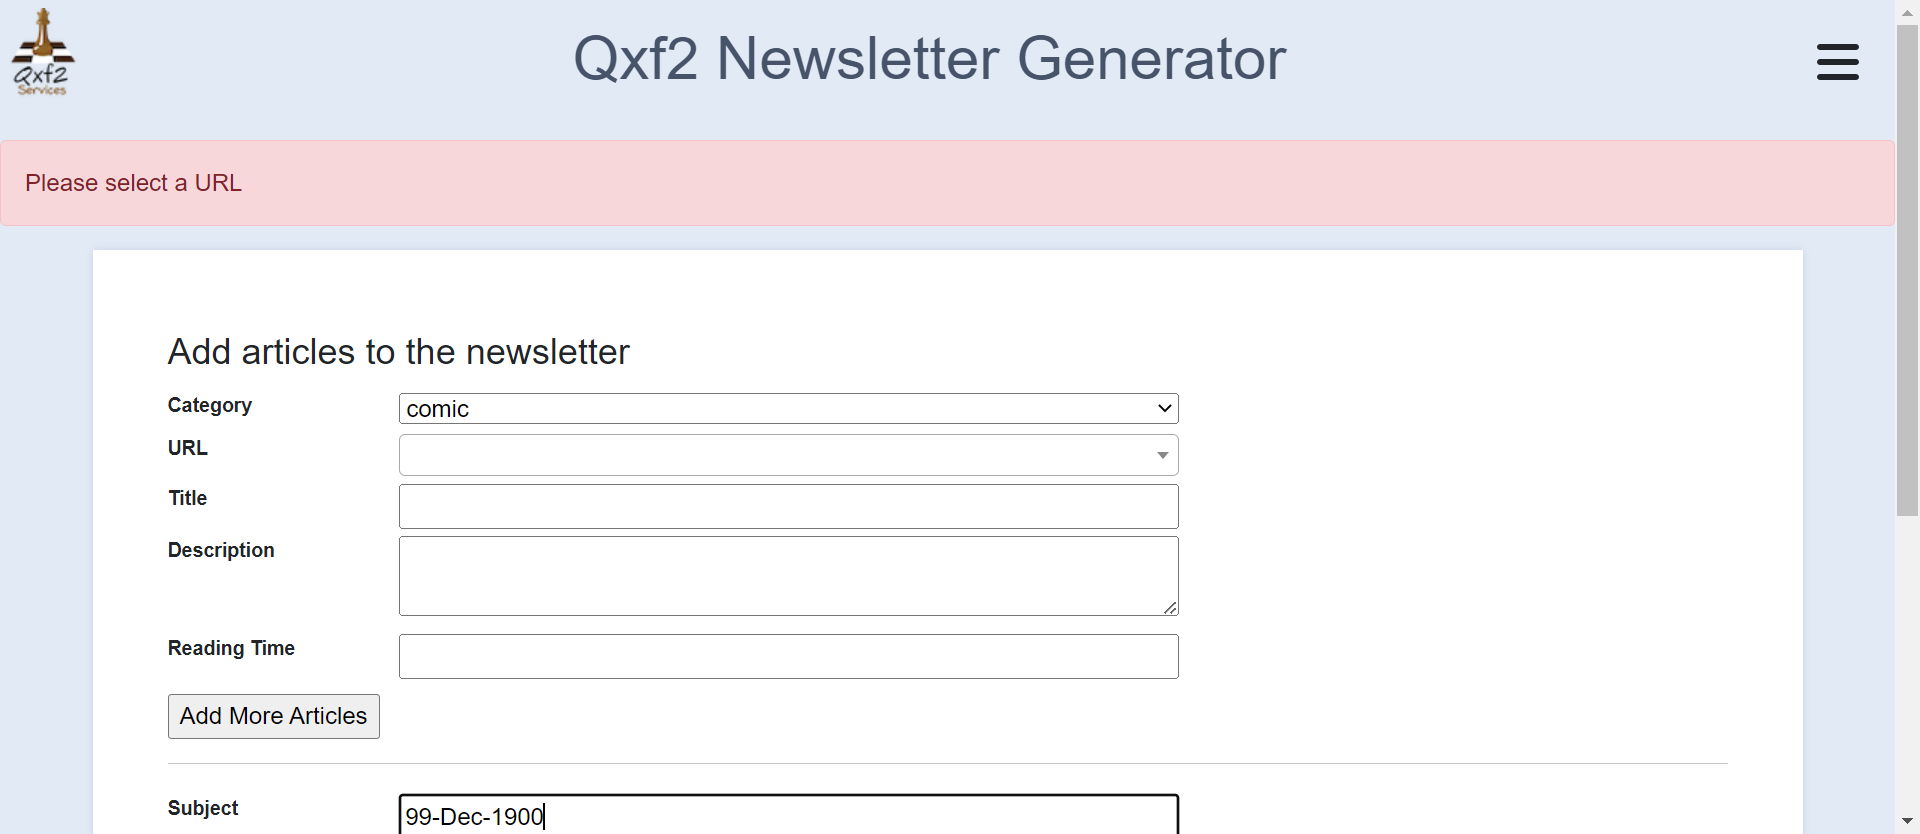 Qxf2
Services
Qxf2 Newsletter Generator
Please select a URL
Add articles to the newsletter
Category
comic
URL
Title
Description
Reading Time
Add More Articles
Subject
99-Dec-1900